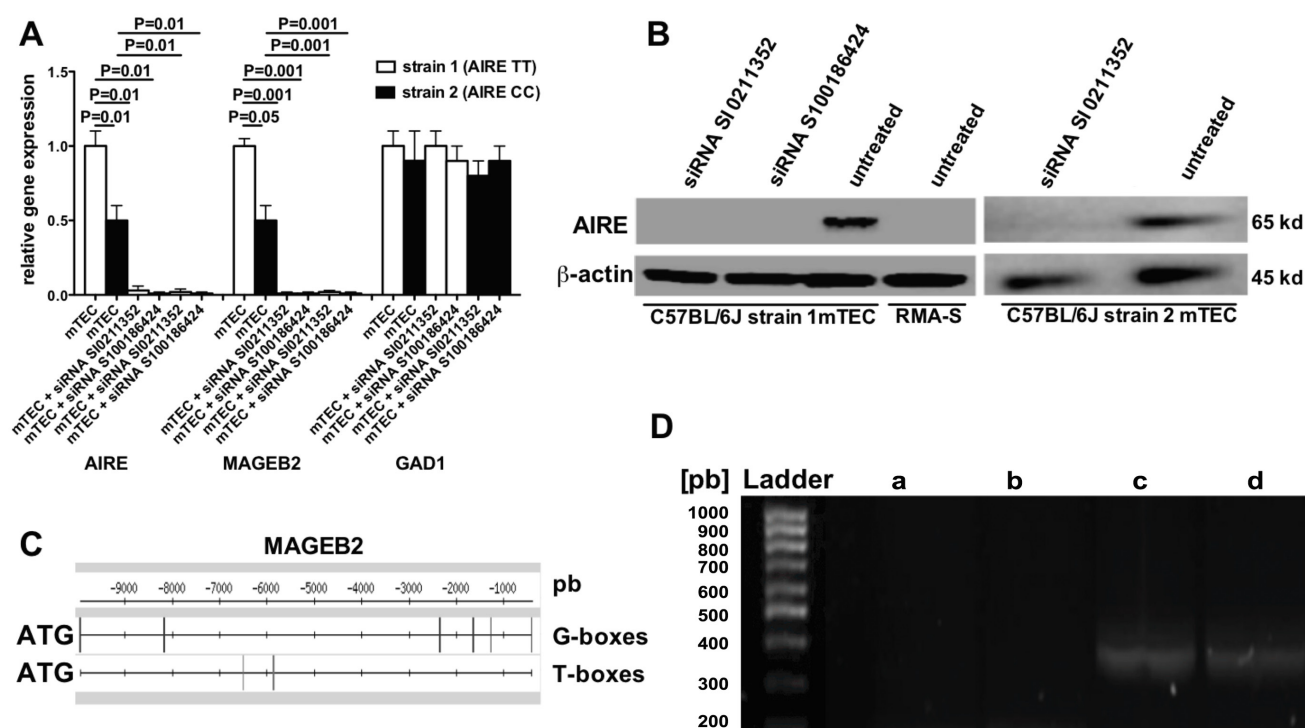 A
P=0.01
P=0.01
P=0.01
P=0.01
P=0.01
P=0.001
P=0.001
P=0.001
P=0.001
P=0.05
strain 1 (AIRE TT)
strain 2 (AIRE CC)
relative gene expression
1.5
1.0
0.5
0.0
mTEC
mTEC
mTEC + siRNA SI0211352
mTEC + siRNA S100186424
mTEC + siRNA SI0211352
mTEC + siRNA S100186424
mTEC
mTEC
mTEC + siRNA SI0211352
mTEC + siRNA S100186424
mTEC + siRNA SI0211352
mTEC + siRNA S100186424
mTEC
mTEC
mTEC + siRNA SI0211352
mTEC + siRNA S100186424
mTEC + siRNA SI0211352
mTEC + siRNA S100186424
AIRE
MAGEB2
GAD1
B
siRNA SI0211352
siRNA S100186424
untreated
untreated
siRNA SI0211352
untreated
AIRE
65 kd
β-actin
45 kd
C57BL/6J strain 1mTEC
RMA-S
C57BL/6J strain 2 mTEC
C
MAGEB2
-9000 -8000 -7000 -6000 -5000 -4000 -3000 -2000 -1000
pb
ATG
G-boxes
ATG
T-boxes
D
[pb] Ladder a b c d
1000
900
800
700
600
500
400
300
200